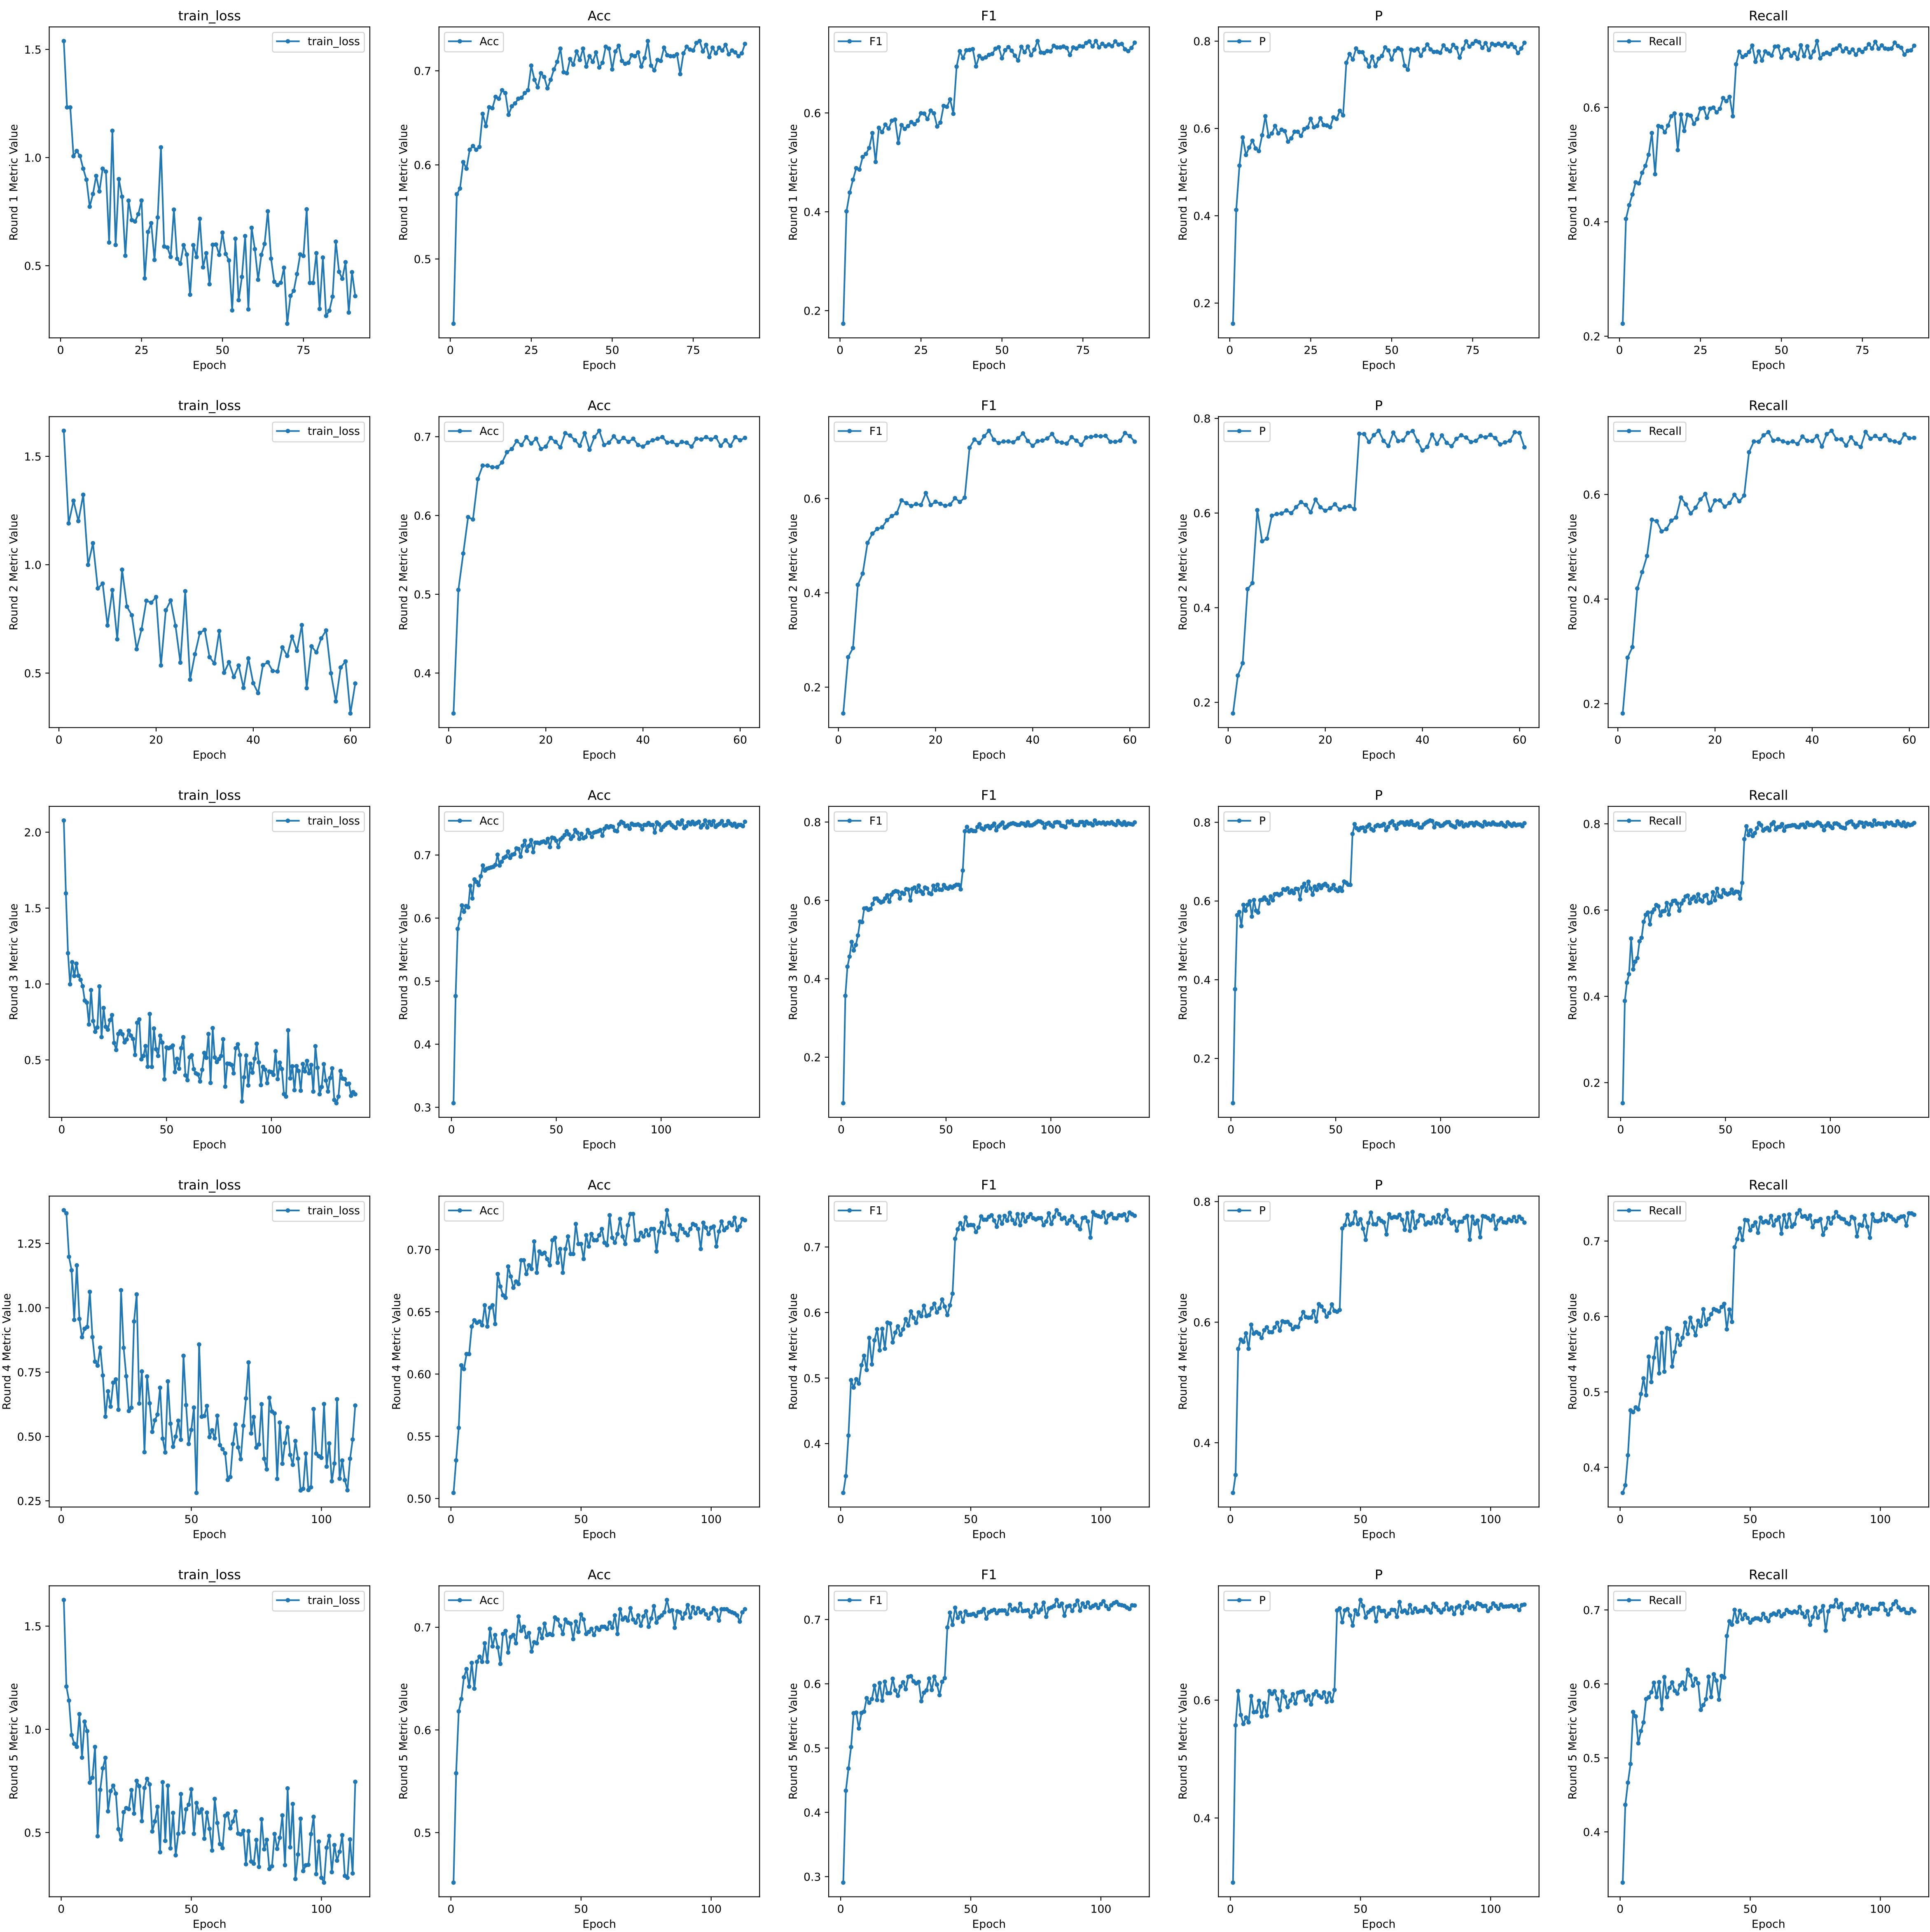 train_loss Acc F1 P Recall
train_loss Acc F1 P Recall
Round 1 Metric Value Round 1 Metric Value Round 1 Metric Value Round 1 Metric Value Round 1 Metric Value
1.5 1.0 0.5
0.7 0.6 0.5
0.6 0.4 0.2
0.8 0.6 0.4 0.2
0.6 0.4 0.2
0 25 50 75 0 25 50 75 0 25 50 75 0 25 50 75 0 25 50 75
Epoch Epoch Epoch Epoch Epoch
train_loss Acc F1 P Recall
train_loss Acc F1 P Recall
Round 2 Metric Value Round 2 Metric Value Round 2 Metric Value Round 2 Metric Value Round 2 Metric Value
1.5 1.0 0.5
0.7 0.6 0.5 0.4
0.6 0.4 0.2
0.8 0.6 0.4 0.2
0.6 0.4 0.2
0 20 40 60 0 20 40 60 0 20 40 60 0 20 40 60 0 20 40 60
Epoch Epoch Epoch Epoch Epoch
train_loss Acc F1 P Recall
train_loss Acc F1 P Recall
Round 3 Metric Value Round 3 Metric Value Round 3 Metric Value Round 3 Metric Value Round 3 Metric Value
2.0 1.5 1.0 0.5
0.7 0.6 0.5 0.4 0.3
0.8 0.6 0.4 0.2
0.8 0.6 0.4 0.2
0.8 0.6 0.4 0.2
0 50 100 0 50 100 0 50 100 0 50 100 0 50 100
Epoch Epoch Epoch Epoch Epoch
train_loss Acc F1 P Recall
train_loss Acc F1 P Recall
Round 4 Metric Value Round 4 Metric Value Round 4 Metric Value Round 4 Metric Value Round 4 Metric Value
1.25 1.00 0.75 0.50 0.25
0.70 0.65 0.60 0.55 0.50
0.7 0.6 0.5 0.4
0.8 0.6 0.4
0.7 0.6 0.5 0.4
0 50 100 0 50 100 0 50 100 0 50 100 0 50 100
Epoch Epoch Epoch Epoch Epoch
train_loss Acc F1 P Recall
train_loss Acc F1 P Recall
Round 5 Metric Value Round 5 Metric Value Round 5 Metric Value Round 5 Metric Value Round 5 Metric Value
1.5 1.0 0.5
0.7 0.6 0.5
0.7 0.6 0.5 0.4 0.3
0.6 0.4
0.7 0.6 0.5 0.4
0 50 100 0 50 100 0 50 100 0 50 100 0 50 100
Epoch Epoch Epoch Epoch Epoch